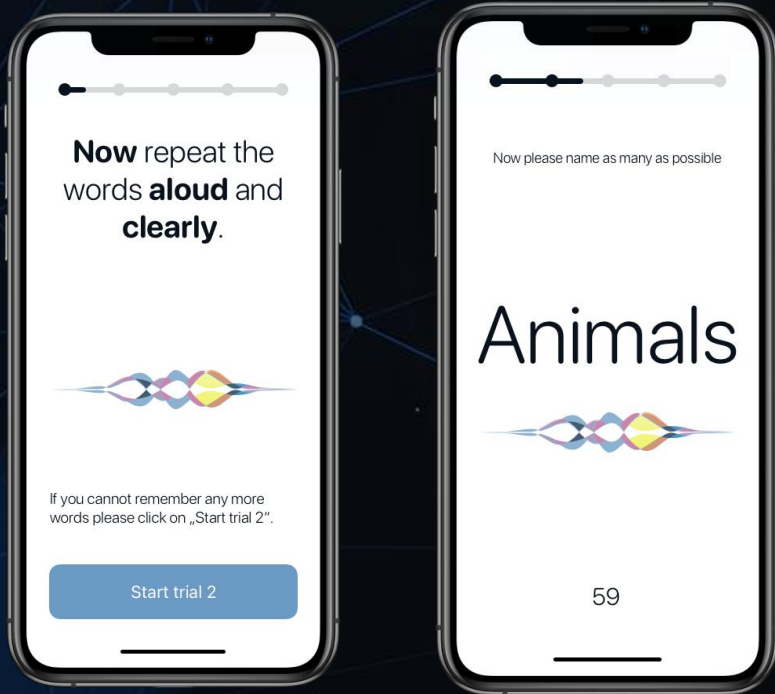 Now repeat the
words aloud and
clearly.
If you cannot remember any more
words please click on „Start trial 2“.
Start trial 2
Now please name as many as possible
Animals
59